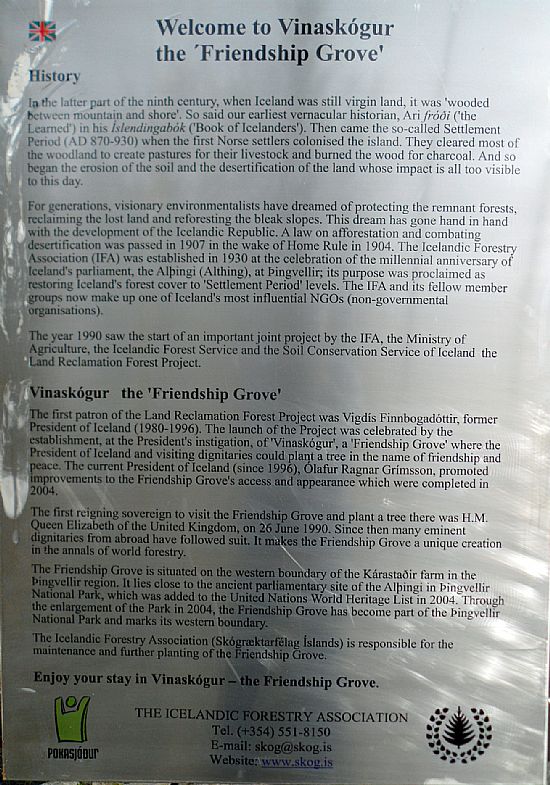 Welcome to Vinaskógur
the ´Friendship Grove'
History
In the latter part of the ninth century, when Iceland was still virgin land, it was 'wooded
between mountain and shore'. So said our earliest vernacular historian, Ari fróði ('the
Learned') in his Íslendingabók ('Book of Icelanders'). Then came the so-called Settlement
Period (AD 870-930) when the first Norse settlers colonised the island. They cleared most of
the woodland to create pastures for their livestock and burned the wood for charcoal. And so
began the erosion of the soil and the desertification of the land whose impact is all too visible
to this day.
For generations, visionary environmentalists have dreamed of protecting the remnant forests,
reclaiming the lost land and reforesting the bleak slopes. This dream has gone hand in hand
with the development of the Icelandic Republic. A law on afforestation and combating
desertification was passed in 1907 in the wake of Home Rule in 1904. The Icelandic Forestry
Association (IFA) was established in 1930 at the celebration of the millennial anniversary of
Iceland's parliament, the Alþingi (Althing), at Þingvellir; its purpose was proclaimed as
restoring Iceland's forest cover to 'Settlement Period' levels. The IFA and its fellow member
groups now make up one of Iceland's most influential NGOs (non-governmental
organisations).
The year 1990 saw the start of an important joint project by the IFA, the Ministry of
Agriculture, the Icelandic Forest Service and the Soil Conservation Service of Iceland the
Land Reclamation Forest Project.
Vinaskógur the 'Friendship Grove'
The first patron of the Land Reclamation Forest Project was Vigdís Finnbogadóttir, former
President of Iceland (1980-1996). The launch of the Project was celebrated by the
establishment, at the President's instigation, of 'Vinaskógur', a 'Friendship Grove' where the
President of Iceland and visiting dignitaries could plant a tree in the name of friendship and
peace. The current President of Iceland (since 1996), Ólafur Ragnar Grímsson, promoted
improvements to the Friendship Grove's access and appearance which were completed in
2004.
The first reigning sovereign to visit the Friendship Grove and plant a tree there was H.M.
Queen Elizabeth of the United Kingdom, on 26 June 1990. Since then many eminent
dignitaries from abroad have followed suit. It makes the Friendship Grove a unique creation
in the annals of world forestry.
The Friendship Grove is situated on the western boundary of the Kárastaðir farm in the
Þingvellir region. It lies close to the ancient parliamentary site of the Alþingi in Þingvellir
National Park, which was added to the United Nations World Heritage List in 2004. Through
the enlargement of the Park in 2004, the Friendship Grove has become part of the Þingvellir
National Park and marks its western boundary.
The Icelandic Forestry Association (Skógræktarfélag Íslands) is responsible for the
maintenance and further planting of the Friendship Grove.
Enjoy your stay in Vinaskógur – the Friendship Grove.
THE ICELANDIC FORESTRY ASSOCIATION
Tel. (+354) 551-8150
E-mail: skog@skog.is
Website: www.skog.is
POKASJÓÐUR